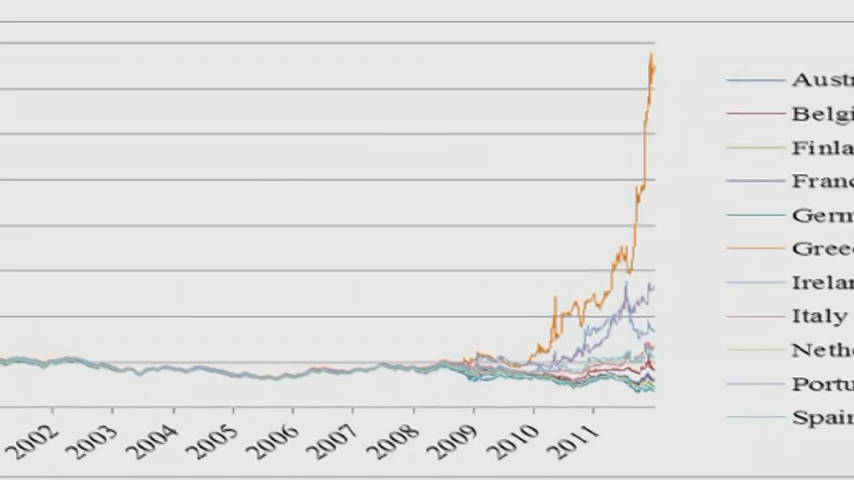 Austr
Belgi
Finla
Franc
Germ
Greec
Irelar
Italy
Nethe
Portu
Spain
2002 2003 2004 2005 2006 2007 2008 2009 2010 2011